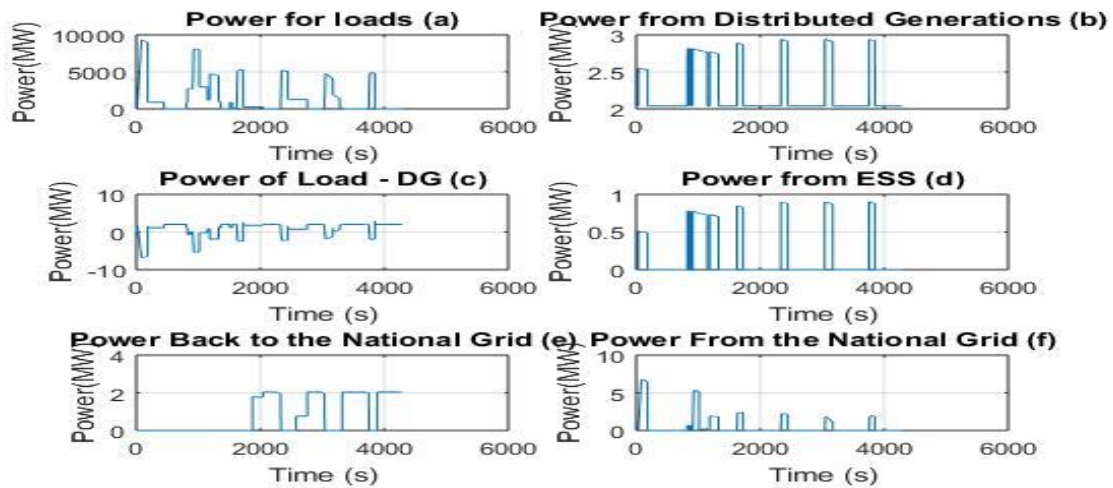 Power for loads (a)
Power(MW)
10000
5000
0
0 2000 4000 6000
Time (s)
Power from Distributed Generations (b)
Power(MW)
3
2.5
2
0 2000 4000 6000
Time (s)
Power of Load - DG (c)
Power(MW)
10
0
-10
0 2000 4000 6000
Time (s)
Power from ESS (d)
Power(MW)
1
0.5
0
0 2000 4000 6000
Time (s)
Power Back to the National Grid (e)
Power(MW)
4
2
0
0 2000 4000 6000
Time (s)
Power From the National Grid (f)
Power(MW)
10
5
0
0 2000 4000 6000
Time (s)